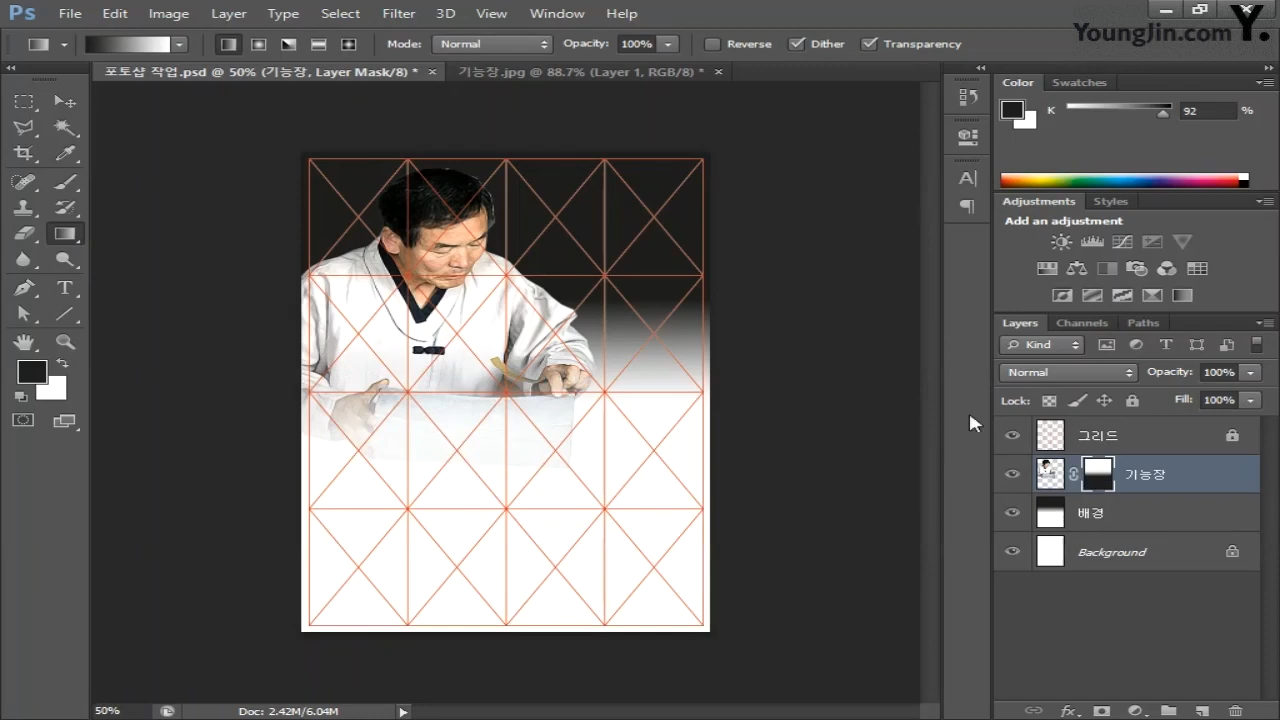 Ps File Edit Image Layer Type Select Filter 3D View Window Help
YoungJin.com Y.
Mode: Normal Opacity: 100% Reverse Dither Transparency
포토샵 작업.psd @ 50% (기능장, Layer Mask/8) * × 기능장.jpg @ 88.7% (Layer 1, RGB/8) * ×
Color Swatches
K 92 %
Adjustments Styles
Add an adjustment
Layers Channels Paths
Kind
Normal Opacity: 100%
Lock: Fill: 100%
그리드
기능장
배경
Background
50% Doc: 2.42M/6.04M